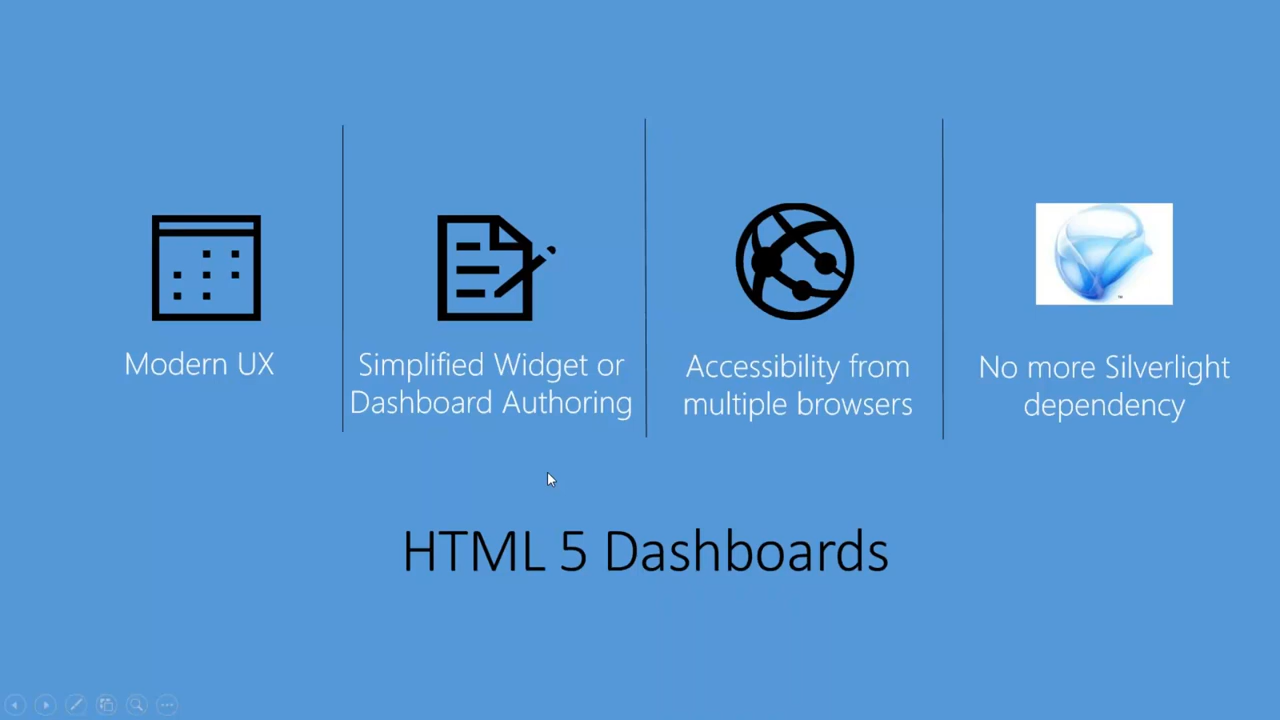 Modern UX
Simplified Widget or
Dashboard Authoring
Accessibility from
multiple browsers
No more Silverlight
dependency
HTML 5 Dashboards